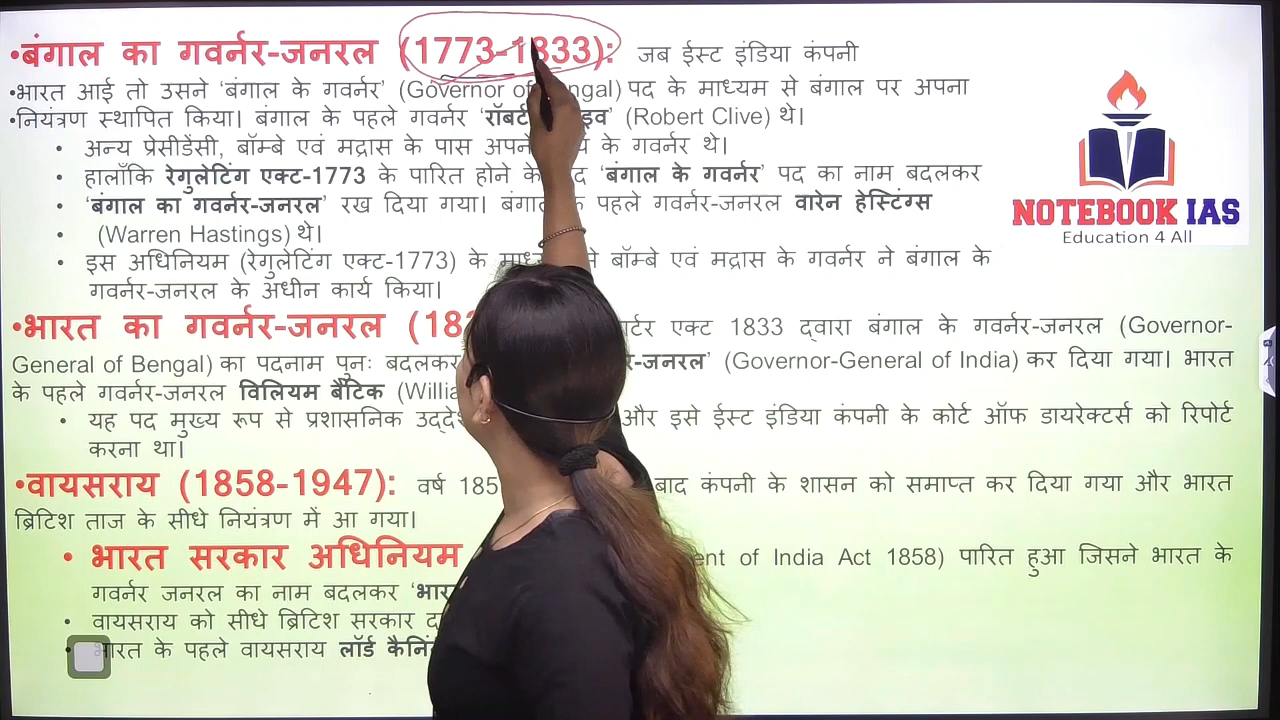 •बंगाल का गवर्नर-जनरल (1773-1833): जब ईस्ट इंडिया कंपनी
•भारत आई तो उसने ‘बंगाल के गवर्नर’ (Governor of पद के माध्यम से बंगाल पर अपना
•नियंत्रण स्थापित किया। बंगाल के पहले गवर्नर (Robert Clive) थे।
• अन्य प्रेसीडेंसी, बॉम्बे एवं मद्रास के पास के गवर्नर थे।
• हालाँकि रेगुलेटिंग एक्ट-1773 के पारित होने के ‘बंगाल के गवर्नर’ पद का नाम बदलकर
• ‘बंगाल का गवर्नर-जनरल’ रख दिया गया। पहले गवर्नर-जनरल वारेन हेस्टिंग्स
• (Warren Hastings) थे।
• इस अधिनियम (रेगुलेटिंग एक्ट-1773) के बॉम्बे एवं मद्रास के गवर्नर ने बंगाल के
गवर्नर-जनरल के अधीन कार्य किया।
•भारत का गवर्नर-जनरल एक्ट 1833 द्वारा बंगाल के गवर्नर-जनरल (Governor-
General of Bengal) का पदनाम पुनः बदलकर (Governor-General of India) कर दिया गया। भारत
के पहले गवर्नर-जनरल विलियम बैंटिक
• यह पद मुख्य रूप से प्रशासनिक और इसे ईस्ट इंडिया कंपनी के कोर्ट ऑफ डायरेक्टर्स को रिपोर्ट
करना था।
•वायसराय (1858-1947): वर्ष बाद कंपनी के शासन को समाप्त कर दिया गया और भारत
ब्रिटिश ताज के सीधे नियंत्रण में आ गया।
• भारत सरकार अधिनियम of India Act 1858) पारित हुआ जिसने भारत के
गवर्नर जनरल का नाम बदलकर
• वायसराय को सीधे ब्रिटिश सरकार
• भारत के पहले वायसराय लॉर्ड
NOTEBOOK IAS
Education 4 All